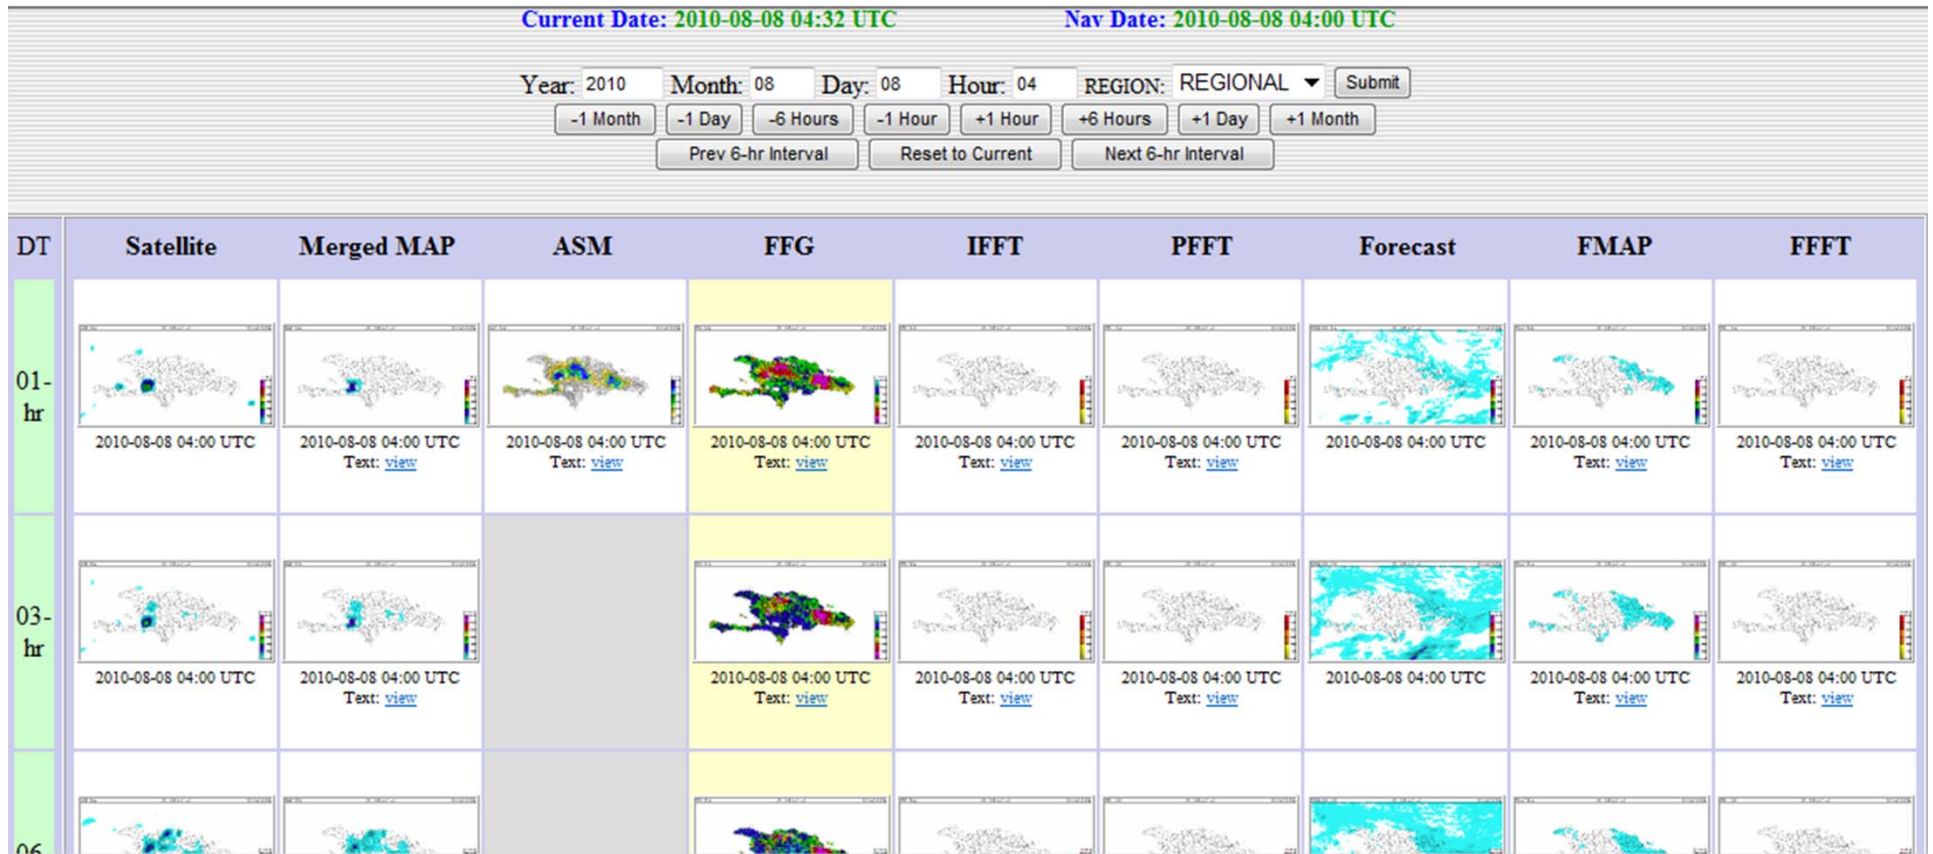 Current Date: 2010-08-08 04:32 UTC Nav Date: 2010-08-08 04:00 UTC
Year: 2010 Month: 08 Day: 08 Hour: 04 REGION: REGIONAL Submit
-1 Month -1 Day -6 Hours -1 Hour +1 Hour +6 Hours +1 Day +1 Month
Prev 6-hr Interval Reset to Current Next 6-hr Interval
DT Satellite Merged MAP ASM FFG IFFT PFFT Forecast FMAP FFFT
01-
hr
2010-08-08 04:00 UTC 2010-08-08 04:00 UTC 2010-08-08 04:00 UTC 2010-08-08 04:00 UTC 2010-08-08 04:00 UTC 2010-08-08 04:00 UTC 2010-08-08 04:00 UTC 2010-08-08 04:00 UTC 2010-08-08 04:00 UTC
Text: view Text: view Text: view Text: view Text: view Text: view Text: view
03-
hr
2010-08-08 04:00 UTC 2010-08-08 04:00 UTC 2010-08-08 04:00 UTC 2010-08-08 04:00 UTC 2010-08-08 04:00 UTC 2010-08-08 04:00 UTC 2010-08-08 04:00 UTC 2010-08-08 04:00 UTC
Text: view Text: view Text: view Text: view Text: view Text: view
06-